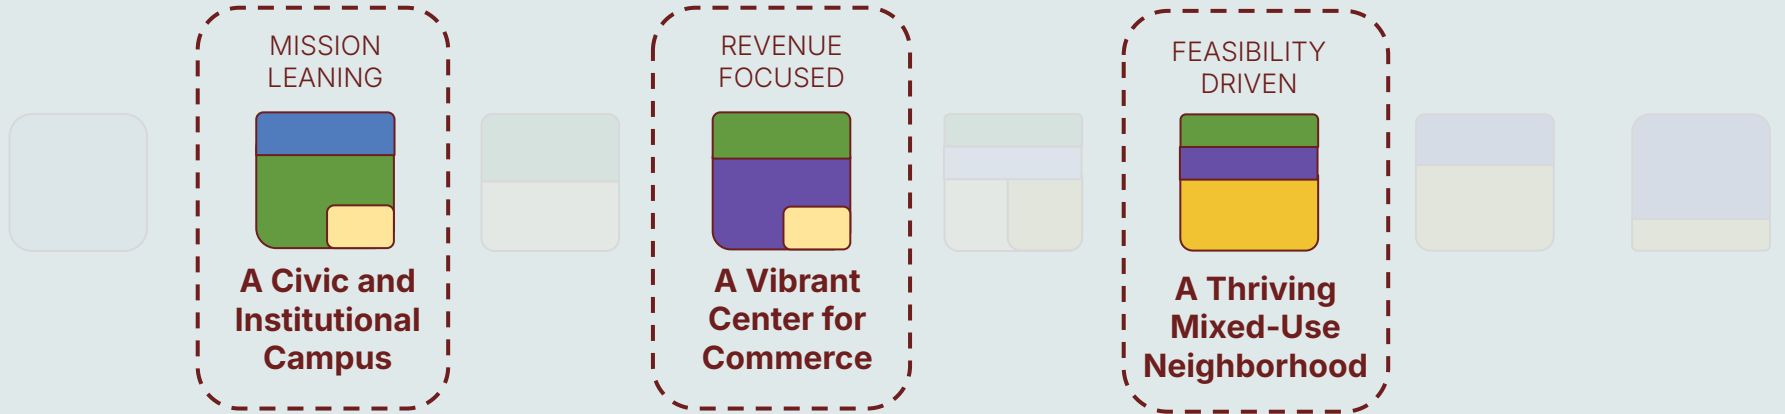 MISSION
LEANING
A Civic and
Institutional
Campus
REVENUE
FOCUSED
A Vibrant
Center for
Commerce
FEASIBILITY
DRIVEN
A Thriving
Mixed-Use
Neighborhood